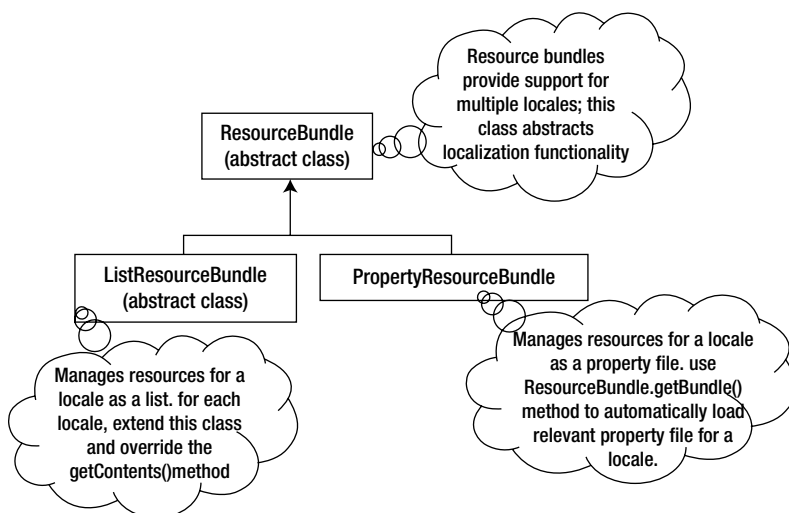 Resource bundles
provide support for
multiple locales; this
class abstracts
localization functionality
ResourceBundle
(abstract class)
ListResourceBundle
(abstract class)
PropertyResourceBundle
Manages resources for a
locale as a list. for each
locale, extend this class
and override the
getContents()method
Manages resources for a locale
as a property file. use
ResourceBundle.getBundle()
method to automatically load
relevant property file for a
locale.